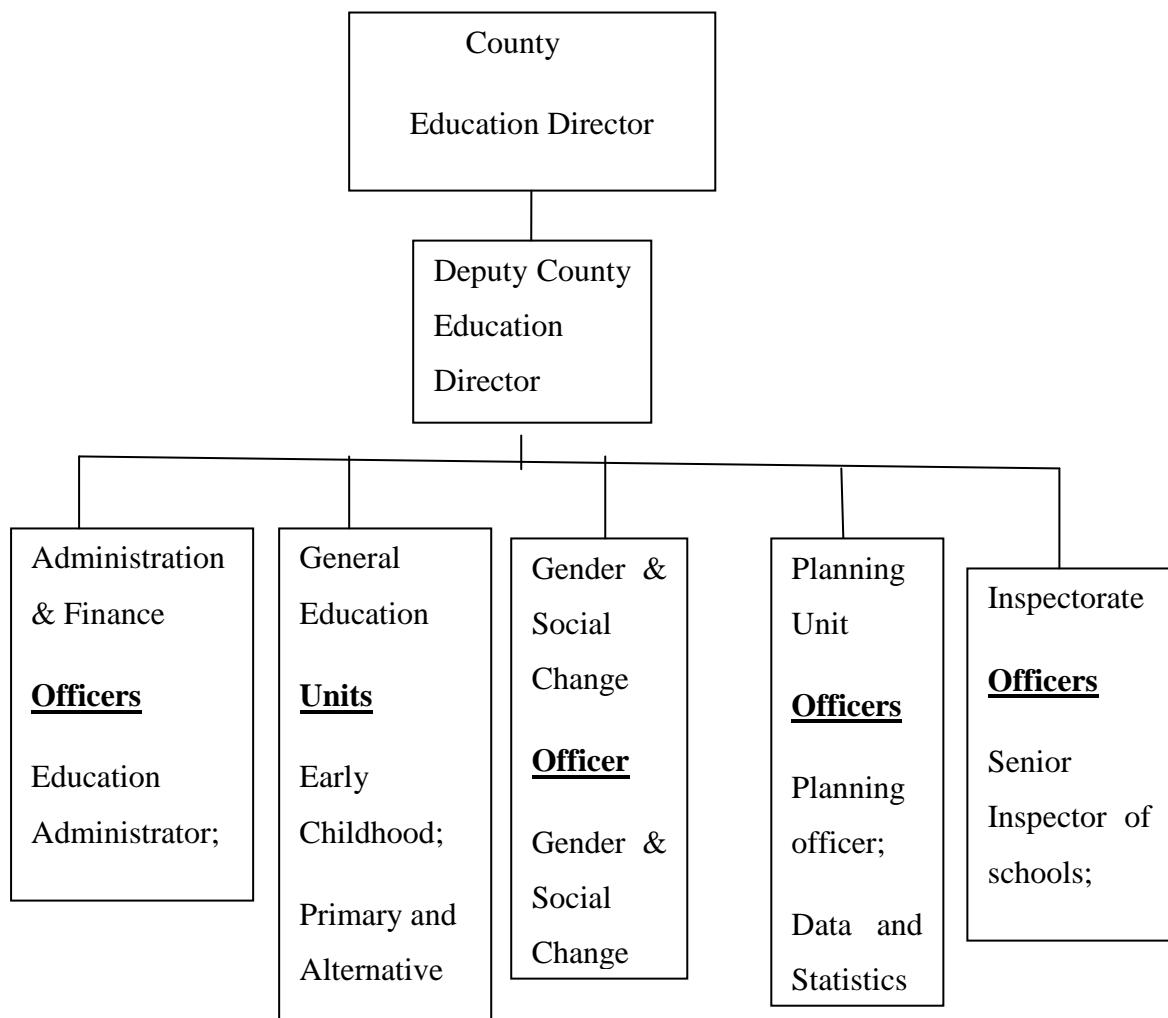 County
Education Director
Deputy County
Education
Director
Administration
& Finance
Officers
Education
Administrator;
General
Education
Units
Early
Childhood;
Primary and
Alternative
Gender &
Social
Change
Officer
Gender &
Social
Change
Planning
Unit
Officers
Planning
officer;
Data and
Statistics
Inspectorate
Officers
Senior
Inspector of
schools;